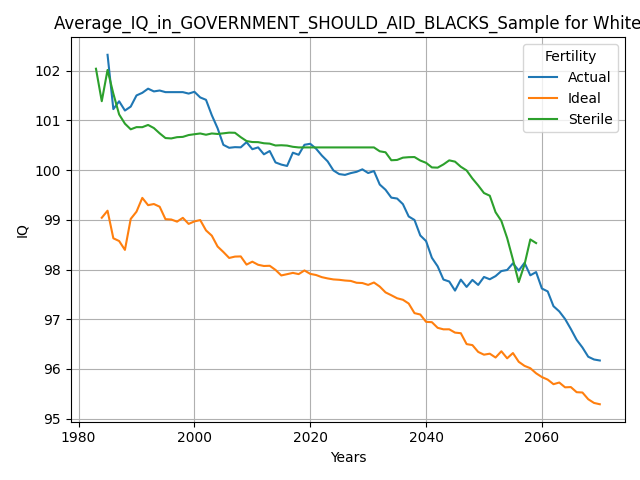 Average_IQ_in_GOVERNMENT_SHOULD_AID_BLACKS_Sample for White
Fertility
Actual
Ideal
Sterile
102
101
100
99
98
97
96
95
IQ
1980
2000
2020
2040
2060
Years